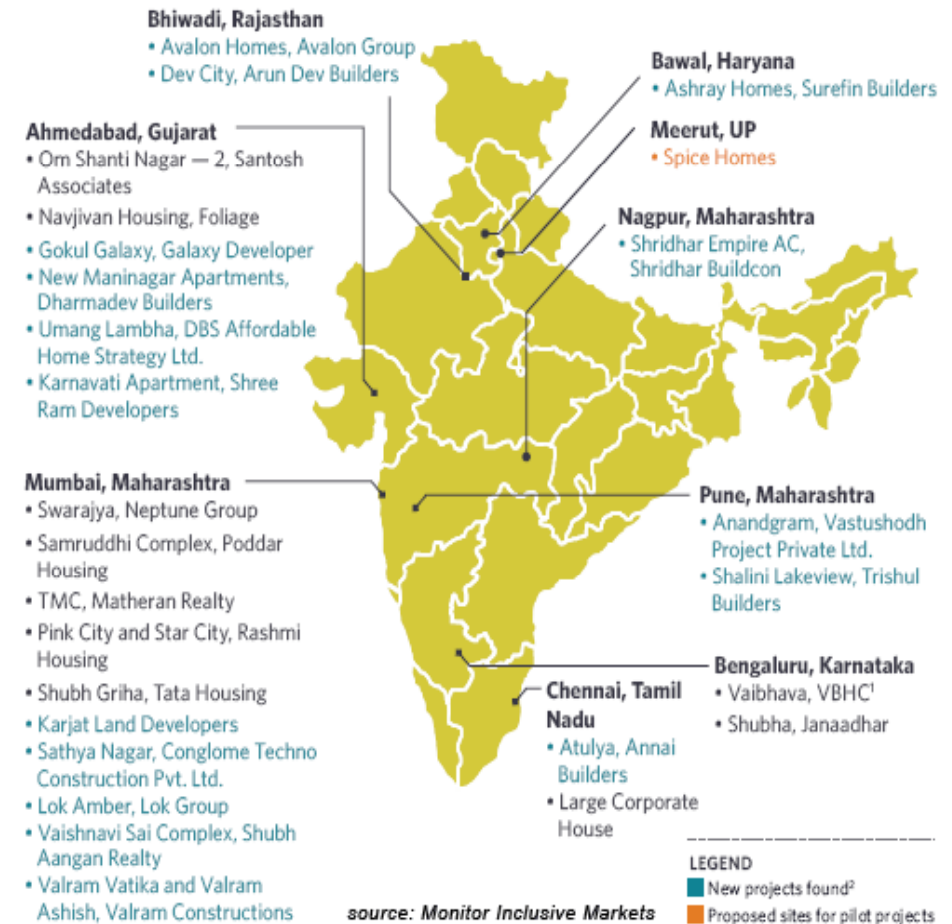 Bhiwadi, Rajasthan
• Avalon Homes, Avalon Group
• Dev City, Arun Dev Builders
Bawal, Haryana
• Ashray Homes, Surefin Builders
Meerut, UP
• Spice Homes
Ahmedabad, Gujarat
• Om Shanti Nagar — 2, Santosh
Associates
• Navjivan Housing, Foliage
• Gokul Galaxy, Galaxy Developer
• New Maninagar Apartments,
Dharmadev Builders
• Umang Lambha, DBS Affordable
Home Strategy Ltd.
• Karnavati Apartment, Shree
Ram Developers
Nagpur, Maharashtra
• Shridhar Empire AC,
Shridhar Buildcon
Mumbai, Maharashtra
• Swarajya, Neptune Group
• Samruddhi Complex, Poddar
Housing
• TMC, Matheran Realty
• Pink City and Star City, Rashmi
Housing
• Shubh Griha, Tata Housing
• Karjat Land Developers
• Sathya Nagar, Conglome Techno
Construction Pvt. Ltd.
• Lok Amber, Lok Group
• Vaishnavi Sai Complex, Shubh
Aangan Realty
• Valram Vatika and Valram
Ashish, Valram Constructions
Pune, Maharashtra
• Anandgram, Vastushodh
Project Private Ltd.
• Shalini Lakeview, Trishul
Builders
Bengaluru, Karnataka
• Vaibhava, VBHC¹
• Shubha, Janaadhar
Chennai, Tamil
Nadu
• Atulya, Annai
Builders
• Large Corporate
House
LEGEND
New projects found²
Proposed sites for pilot projects
source: Monitor Inclusive Markets